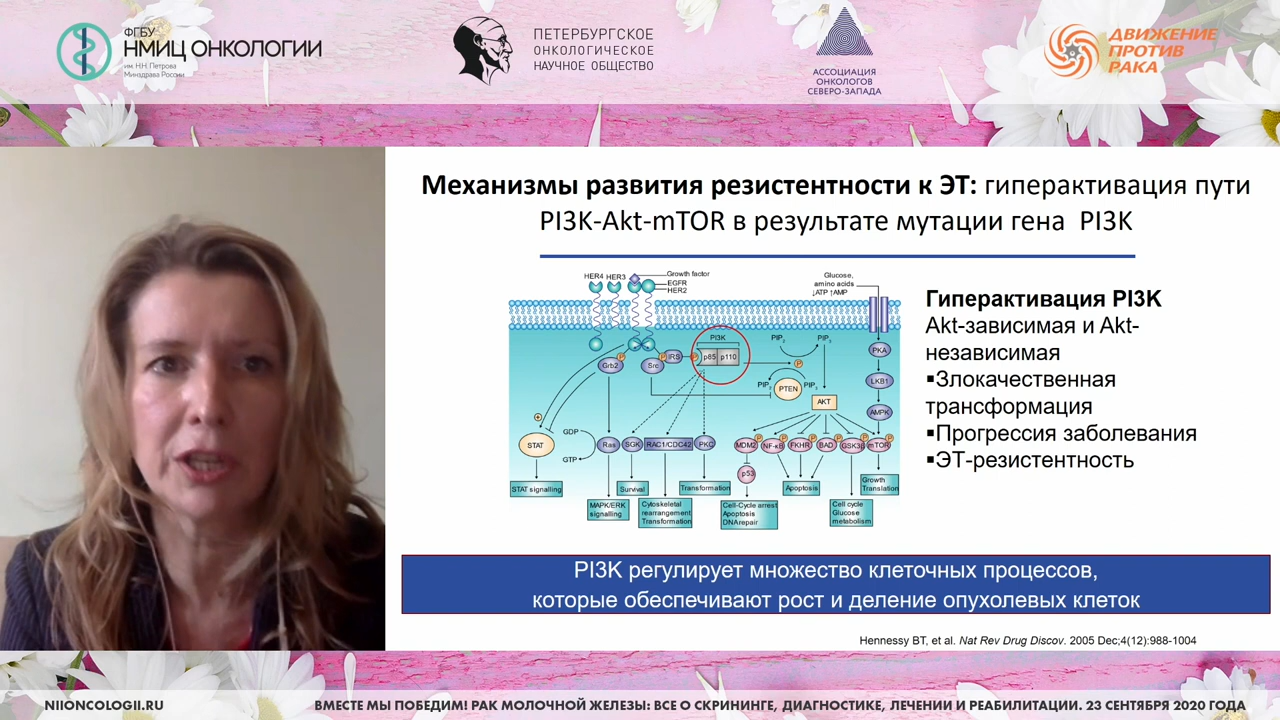 ФГБУ
НМИЦ ОНКОЛОГИИ
им. Н.Н. Петрова
Минздрава России
ПЕТЕРБУРГСКОЕ
ОНКОЛОГИЧЕСКОЕ
НАУЧНОЕ ОБЩЕСТВО
АССОЦИАЦИЯ
ОНКОЛОГОВ
СЕВЕРО-ЗАПАДА
ДВИЖЕНИЕ
ПРОТИВ
РАКА
Механизмы развития резистентности к ЭТ: гиперактивация пути
PI3K-Akt-mTOR в результате мутации гена PI3K
HER4 HER3
Growth factor
EGFR
HER2
Glucose,
amino acids
↓ATP ↑AMP
PI3K
p85 p110
IRS
P
Grb2
P
Src
P
P
PIP2
PIP3
P
PIP2
PIP3
PTEN
AKT
PKA
LKB1
AMPK
STAT
GDP
GTP
Ras
SGK
RAC1/CDC42
PKC
MDM2
P
NF-κB
P
FKHR
P
BAD
P
GSK3β
P
mTOR
P
p53
P
STAT signalling
MAPK/ERK
signalling
Survival
Cytoskeletal
rearrangement
Transformation
Transformation
Cell-Cycle arrest
Apoptosis
DNA repair
Apoptosis
Cell cycle
Glucose
metabolism
Growth
Translation
Гиперактивация PI3K
Akt-зависимая и Akt-
независимая
▪Злокачественная
трансформация
▪Прогрессия заболевания
▪ЭТ-резистентность
PI3K регулирует множество клеточных процессов,
которые обеспечивают рост и деление опухолевых клеток
Hennessy BT, et al. Nat Rev Drug Discov. 2005 Dec;4(12):988-1004
NIIONCOLOGII.RU
ВМЕСТЕ МЫ ПОБЕДИМ! РАК МОЛОЧНОЙ ЖЕЛЕЗЫ: ВСЕ О СКРИНИНГЕ, ДИАГНОСТИКЕ, ЛЕЧЕНИИ И РЕАБИЛИТАЦИИ. 23 СЕНТЯБРЯ 2020 ГОДА